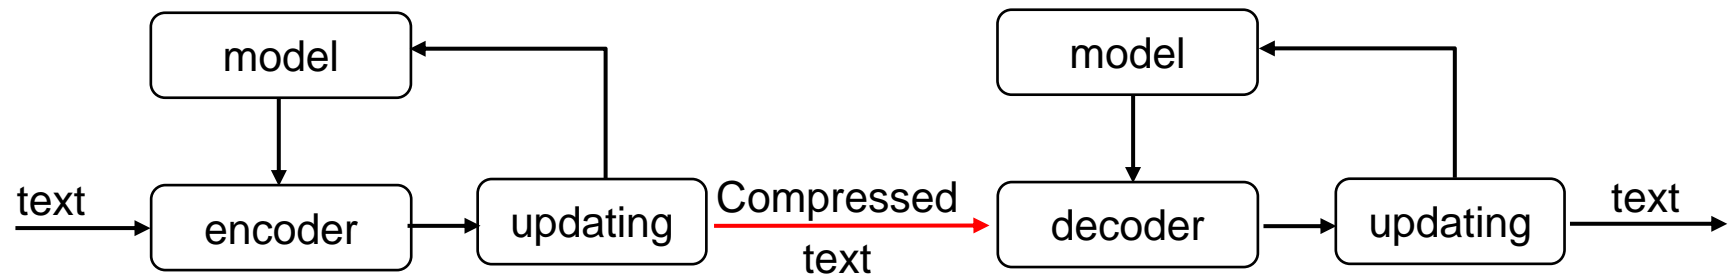 model
model
text
encoder
updating
Compressed
text
decoder
updating
text